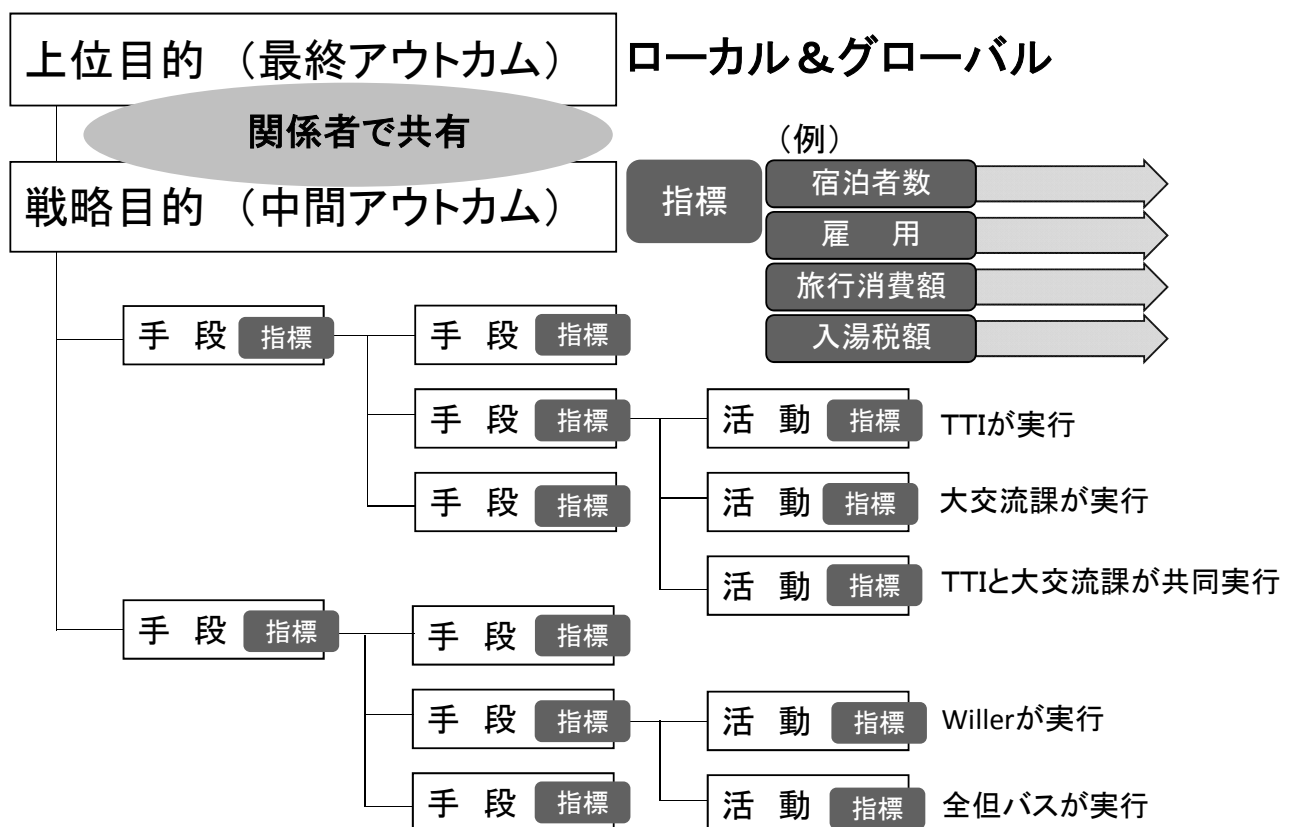 上位目的 （最終アウトカム）
ローカル＆グローバル
関係者で共有
戦略目的 （中間アウトカム）
指標
（例）
宿泊者数
雇 用
旅行消費額
入湯税額
手 段 指標
手 段 指標
手 段 指標
活 動 指標 TTIが実行
手 段 指標
活 動 指標 大交流課が実行
活 動 指標 TTIと大交流課が共同実行
手 段 指標
手 段 指標
手 段 指標
活 動 指標 Willerが実行
手 段 指標
活 動 指標 全但バスが実行